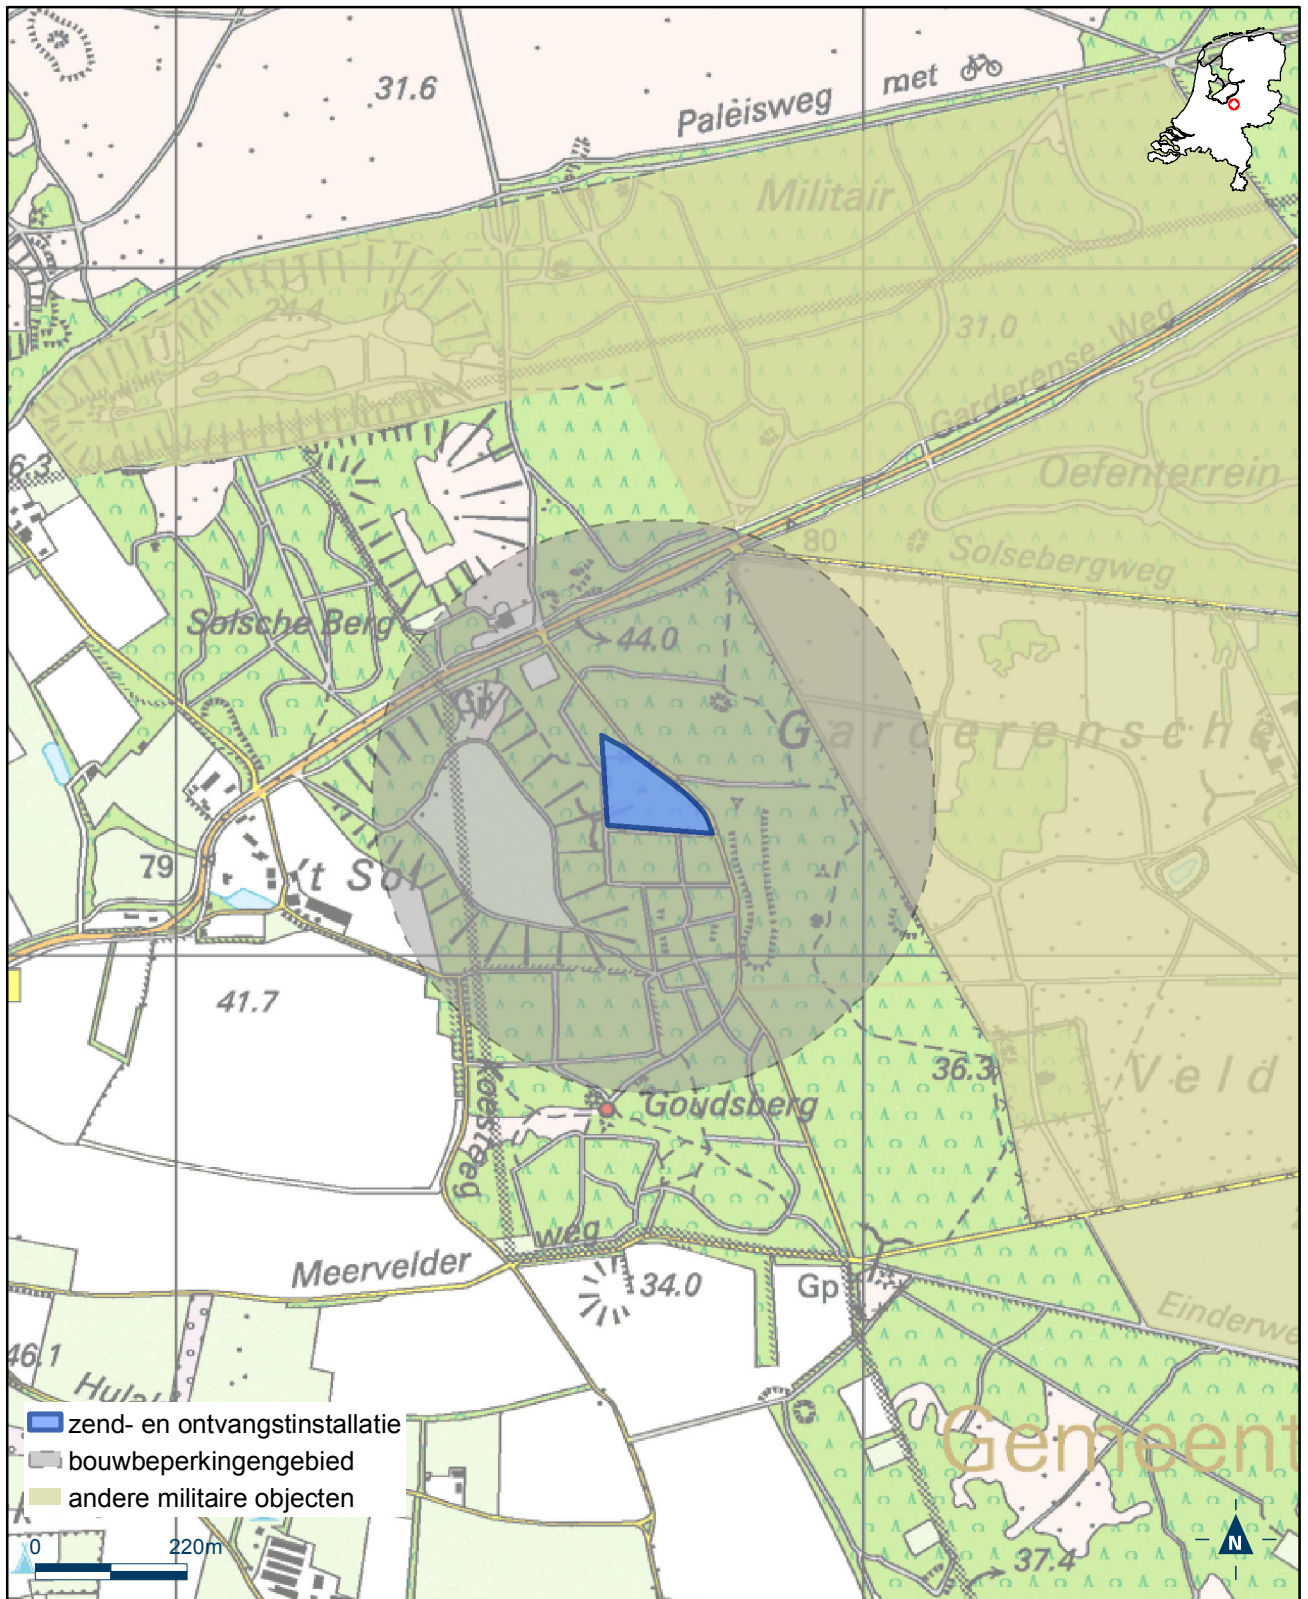 31.6
Paleisweg
met
Militair
24.4
31.0
Garderense Weg
6.3
Oefenterrein
80
Solsebergweg
Solsche Berg
44.0
Gp
Garderensche
79
't Sol
41.7
36.3
Veld
Koesteeg
Goudsberg
weg
Meervelder
34.0
Gp
Einderwe
46.1
Gemeent
37.4
zend- en ontvangstinstallatie
bouwbeperkingengebied
andere militaire objecten
0 220m
N